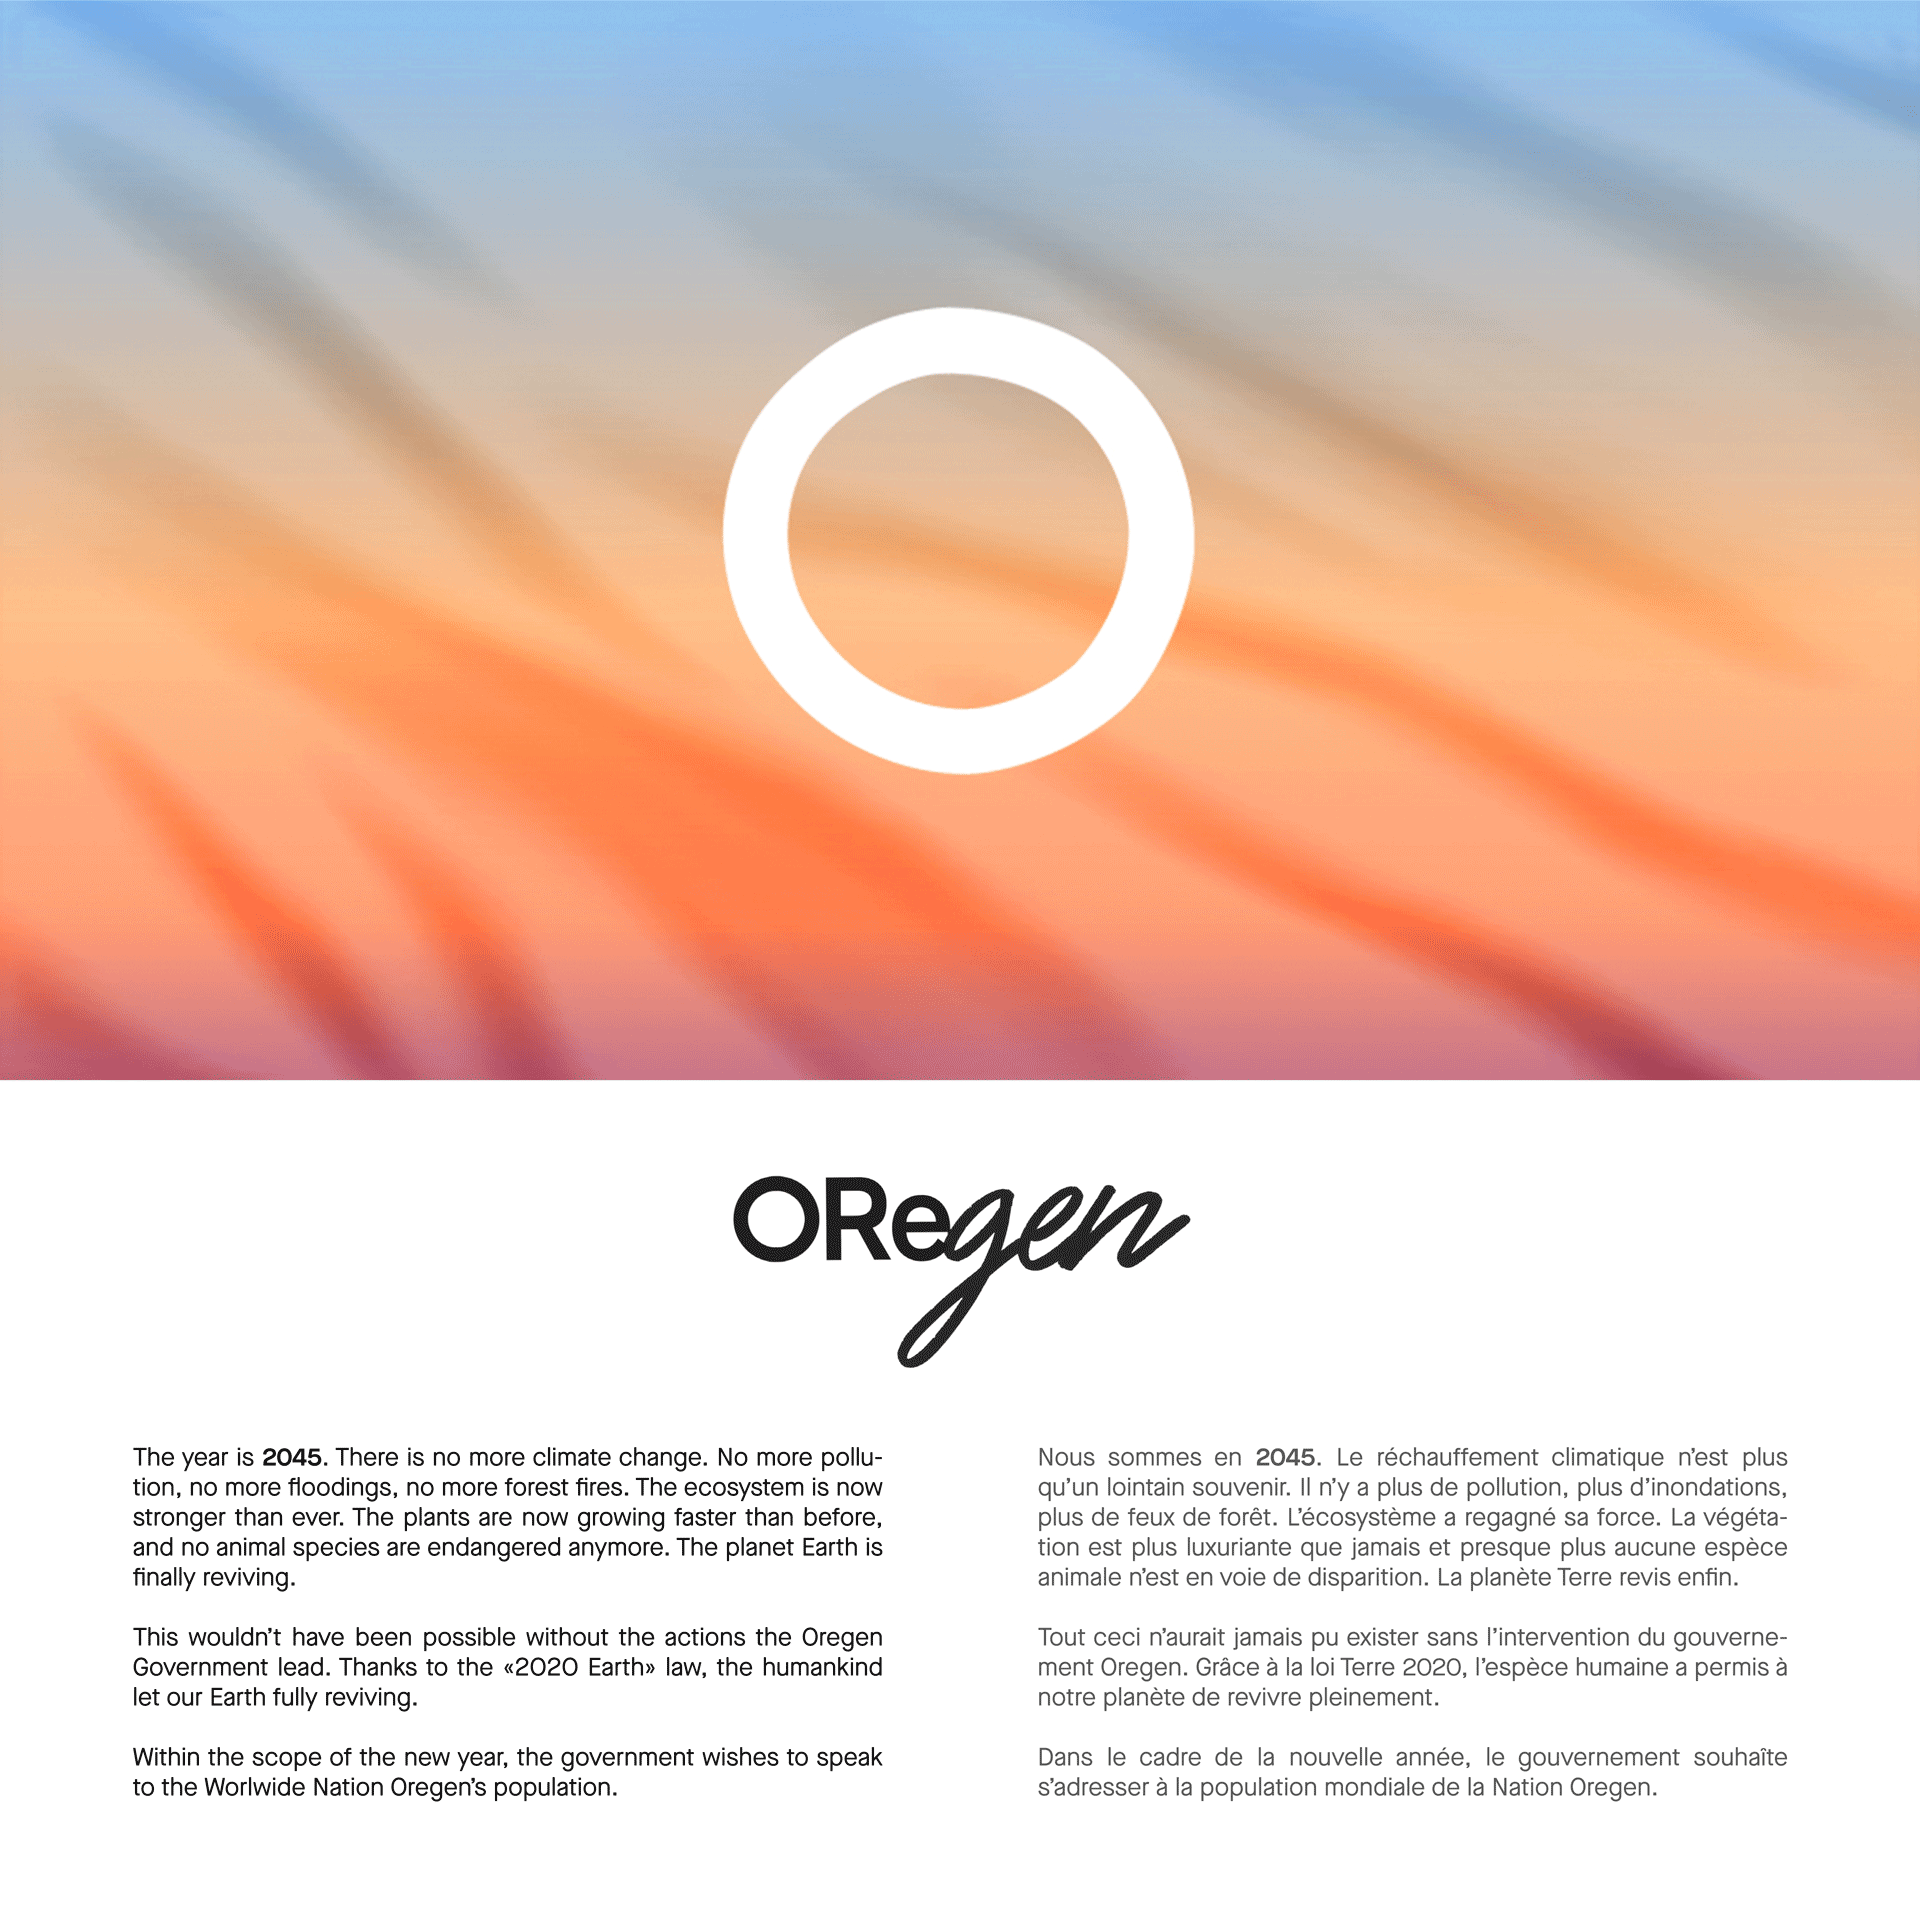 ORegen
The year is 2045. There is no more climate change. No more pollu-
tion, no more floodings, no more forest fires. The ecosystem is now
stronger than ever. The plants are now growing faster than before,
and no animal species are endangered anymore. The planet Earth is
finally reviving.
This wouldn’t have been possible without the actions the Oregen
Government lead. Thanks to the «2020 Earth» law, the humankind
let our Earth fully reviving.
Within the scope of the new year, the government wishes to speak
to the Worlwide Nation Oregen’s population.
Nous sommes en 2045. Le réchauffement climatique n’est plus
qu’un lointain souvenir. Il n’y a plus de pollution, plus d’inondations,
plus de feux de forêt. L’écosystème a regagné sa force. La végéta-
tion est plus luxuriante que jamais et presque plus aucune espèce
animale n’est en voie de disparition. La planète Terre revis enfin.
Tout ceci n’aurait jamais pu exister sans l’intervention du gouverne-
ment Oregen. Grâce à la loi Terre 2020, l’espèce humaine a permis à
notre planète de revivre pleinement.
Dans le cadre de la nouvelle année, le gouvernement souhaîte
s’adresser à la population mondiale de la Nation Oregen.